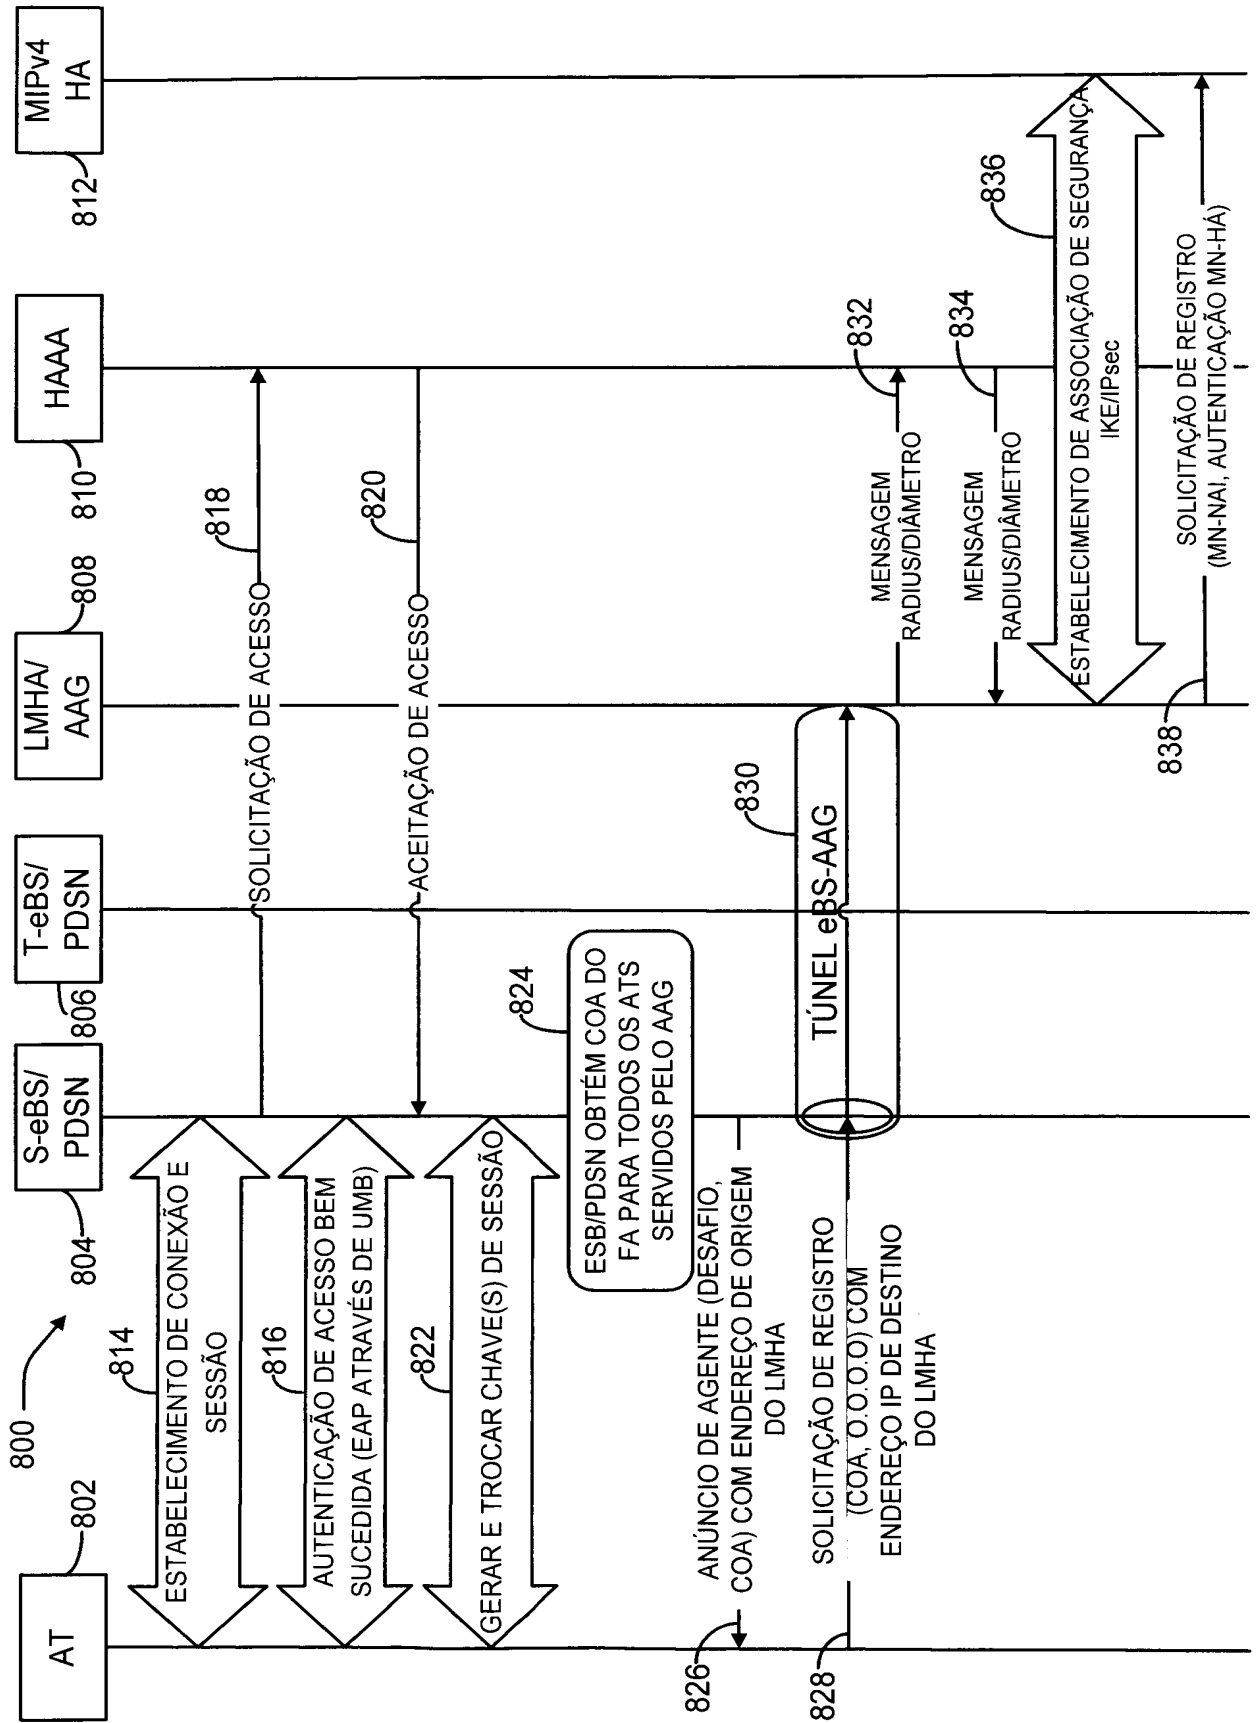 800
AT
802
S-eBS/
PDSN
804
T-eBS/
PDSN
806
LMHA/
AAG
808
HAAA
810
MIPv4
HA
812
814
ESTABELECIMENTO DE CONEXÃO E
SESSÃO
SOLICITAÇÃO DE ACESSO
818
816
AUTENTICAÇÃO DE ACESSO BEM
SUCEDIDA (EAP ATRAVÉS DE UMB)
ACEITAÇÃO DE ACESSO
820
822
GERAR E TROCAR CHAVE(S) DE SESSÃO
824
ESB/PDSN OBTÉM COA DO
FA PARA TODOS OS ATS
SERVIDOS PELO AAG
826
ANÚNCIO DE AGENTE (DESAFIO,
COA) COM ENDEREÇO DE ORIGEM
DO LMHA
828
SOLICITAÇÃO DE REGISTRO
(COA, O.O.O.O) COM
ENDEREÇO IP DE DESTINO
DO LMHA
TÚNEL eBS-AAG
830
MENSAGEM
RADIUS/DIÂMETRO
832
MENSAGEM
RADIUS/DIÂMETRO
834
836
ESTABELECIMENTO DE ASSOCIAÇÃO DE SEGURANÇA
IKE/IPsec
838
SOLICITAÇÃO DE REGISTRO
(MN-NAI, AUTENTICAÇÃO MN-HÁ)